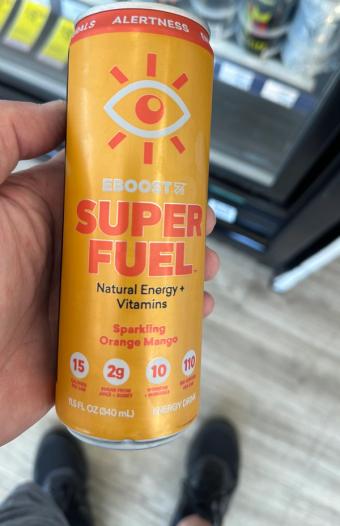 ALERTNESS
EBOOST
SUPER
FUEL
Natural Energy +
Vitamins
Sparkling
Orange Mango
15 2g 10 110
11.5 FL OZ (340 mL) ENERGY DRINK